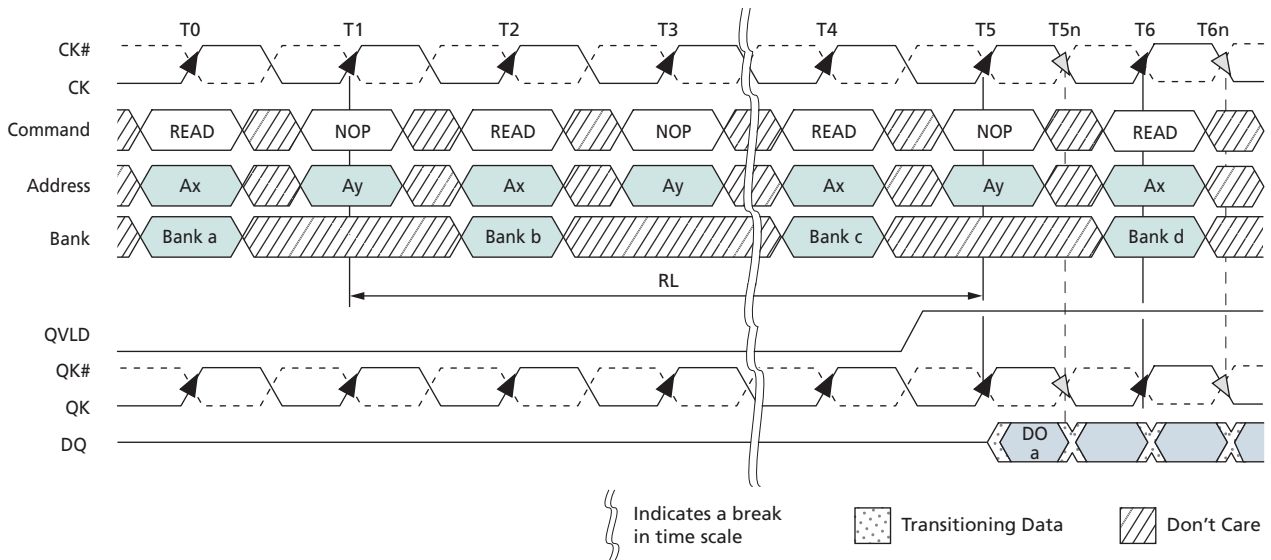 T0 T1 T2 T3 T4 T5 T5n T6 T6n
CK#
CK
Command READ NOP READ NOP READ NOP READ
Address Ax Ay Ax Ay Ax Ay Ax
Bank Bank a Bank b Bank c Bank d
RL
QVLD
QK#
QK
DQ DO
a
Indicates a break
in time scale
Transitioning Data
Don't Care